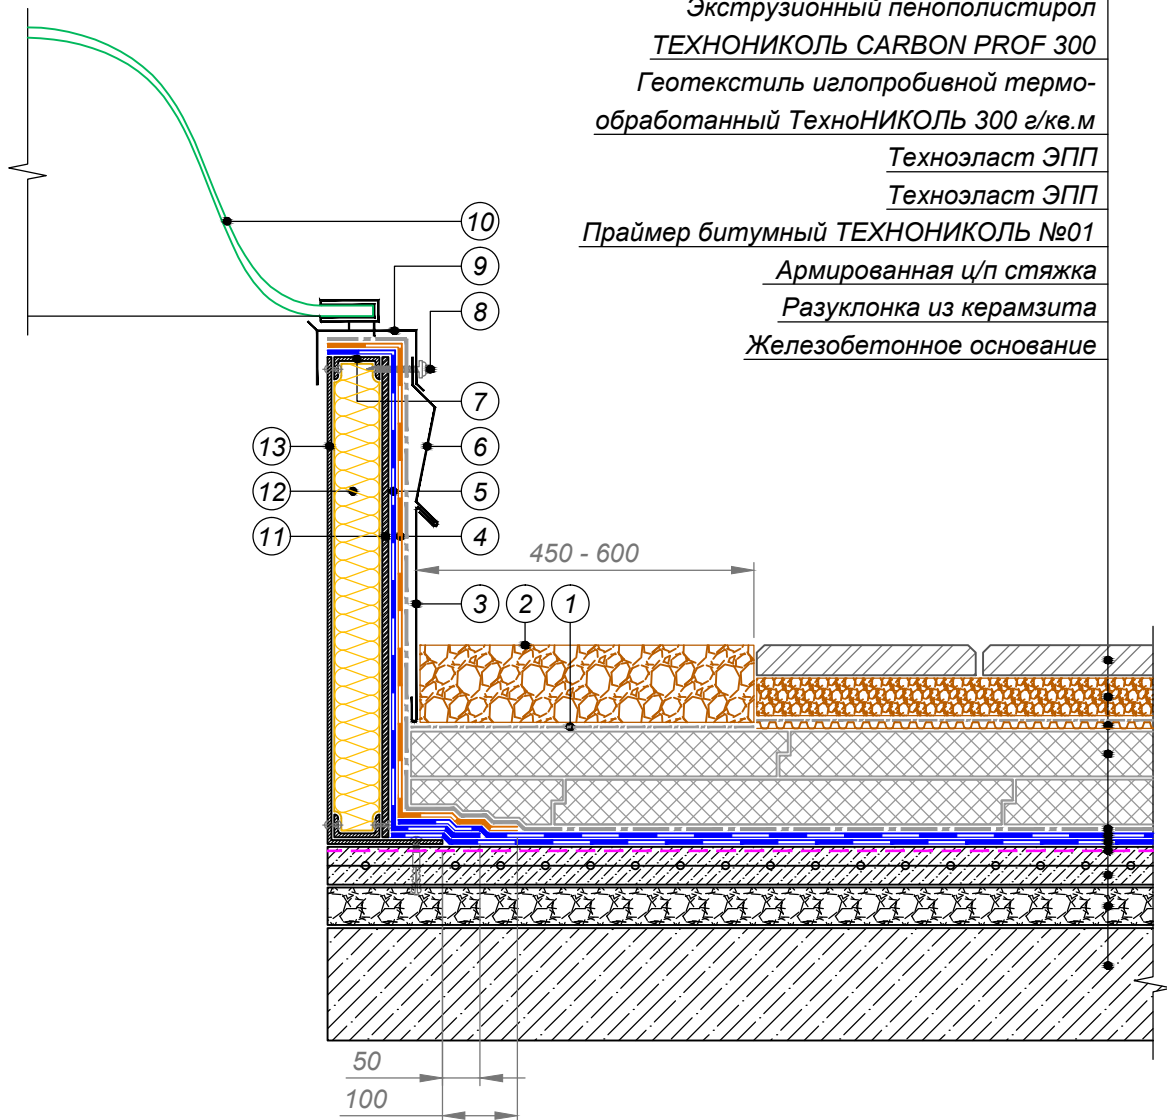 Экструзионный пенополистирол
ТЕХНОНИКОЛЬ CARBON PROF 300
Геотекстиль иглопробивной термо-
обработанный ТехноНИКОЛЬ 300 г/кв.м
Техноэласт ЭПП
Техноэласт ЭПП
Праймер битумный ТЕХНОНИКОЛЬ №01
Армированная ц/п стяжка
Разуклонка из керамзита
Железобетонное основание
10
9
8
7
13
6
12
5
11
4
450 - 600
3
2
1
50
100